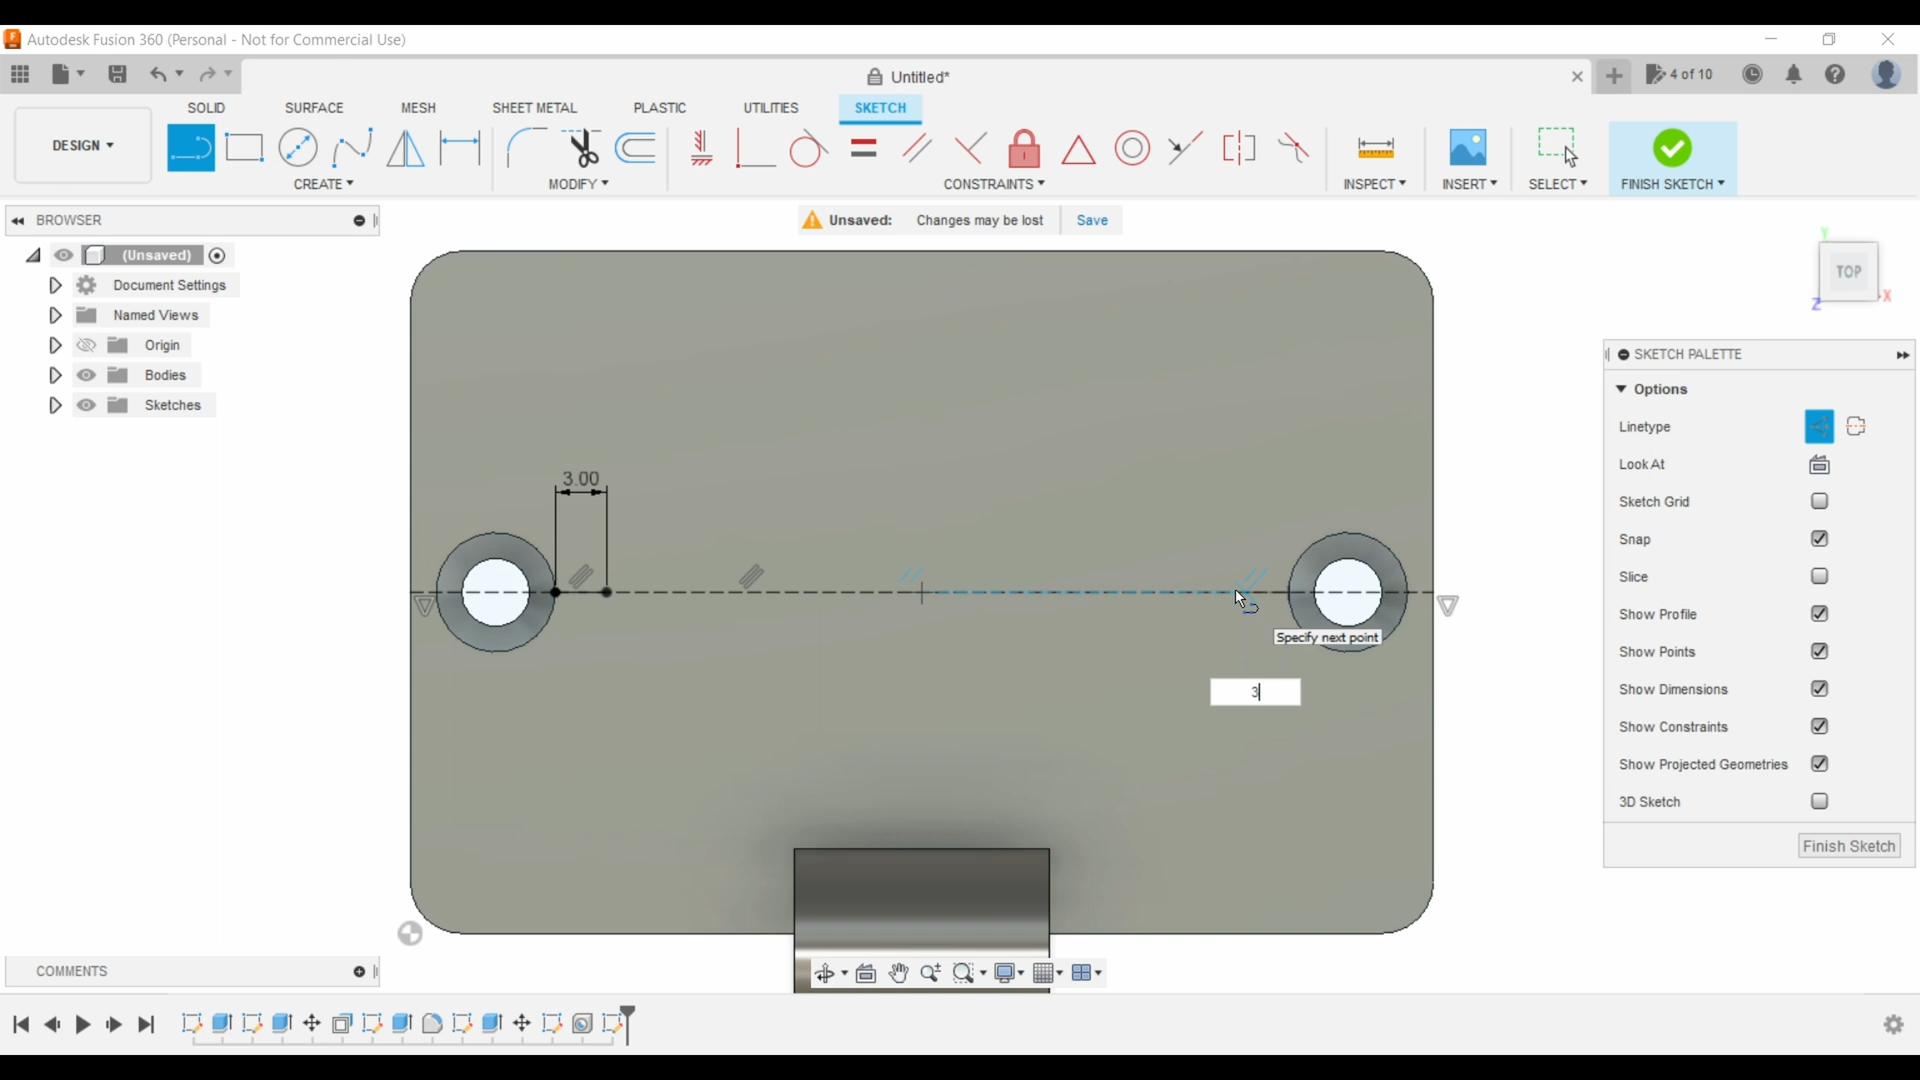 Autodesk Fusion 360 (Personal - Not for Commercial Use)
Untitled*
4 of 10
DESIGN
SOLID SURFACE MESH SHEET METAL PLASTIC UTILITIES SKETCH
CREATE MODIFY CONSTRAINTS INSPECT INSERT SELECT FINISH SKETCH
BROWSER
Unsaved: Changes may be lost Save
(Unsaved)
Document Settings
Named Views
Origin
Bodies
Sketches
Y
TOP
X
Z
SKETCH PALETTE
Options
Linetype
Look At
Sketch Grid
Snap
Slice
Show Profile
Show Points
Show Dimensions
Show Constraints
Show Projected Geometries
3D Sketch
Finish Sketch
3.00
Specify next point
3
COMMENTS